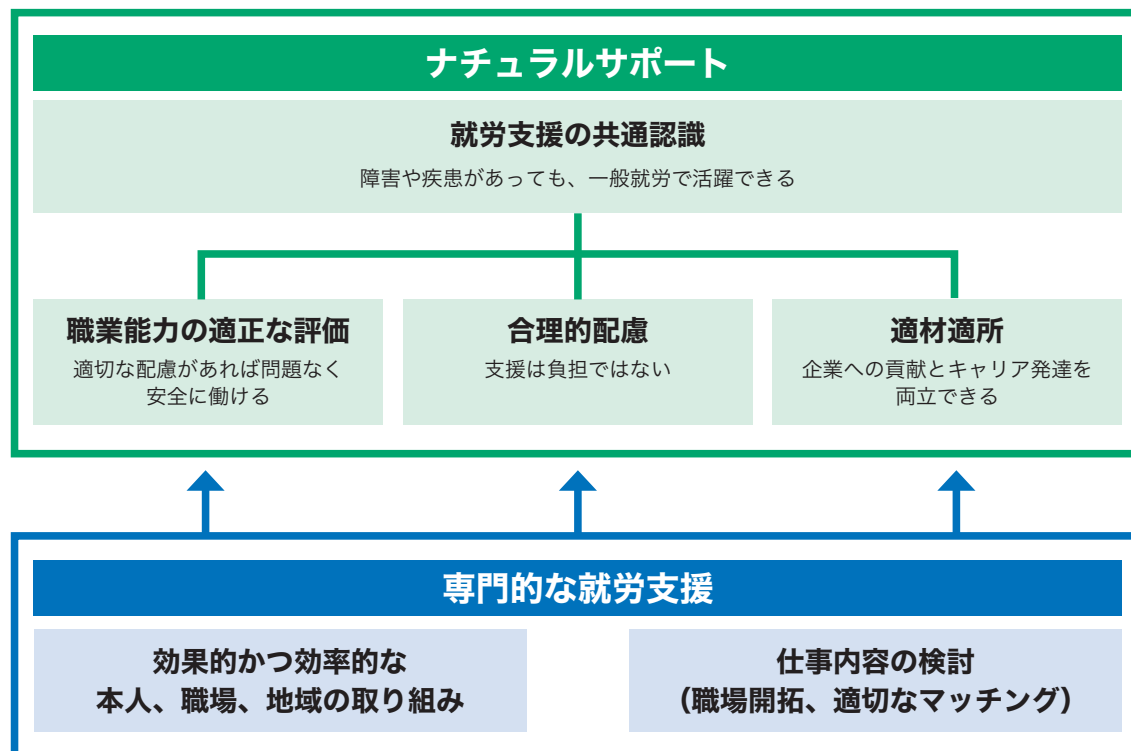 ナチュラルサポート
就労支援の共通認識
障害や疾患があっても、一般就労で活躍できる
職業能力の適正な評価
適切な配慮があれば問題なく
安全に働ける
合理的配慮
支援は負担ではない
適材適所
企業への貢献とキャリア発達を
両立できる
専門的な就労支援
効果的かつ効率的な
本人、職場、地域の取り組み
仕事内容の検討
（職場開拓、適切なマッチング）